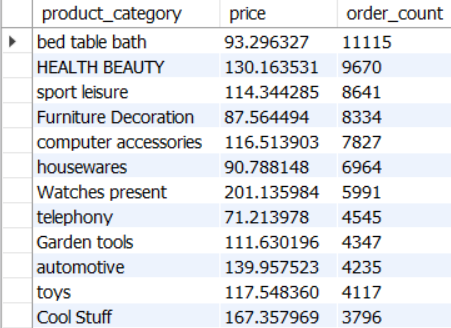 product_category price order_count
bed table bath 93.296327 11115
HEALTH BEAUTY 130.163531 9670
sport leisure 114.344285 8641
Furniture Decoration 87.564494 8334
computer accessories 116.513903 7827
housewares 90.788148 6964
Watches present 201.135984 5991
telephony 71.213978 4545
Garden tools 111.630196 4347
automotive 139.957523 4235
toys 117.548360 4117
Cool Stuff 167.357969 3796